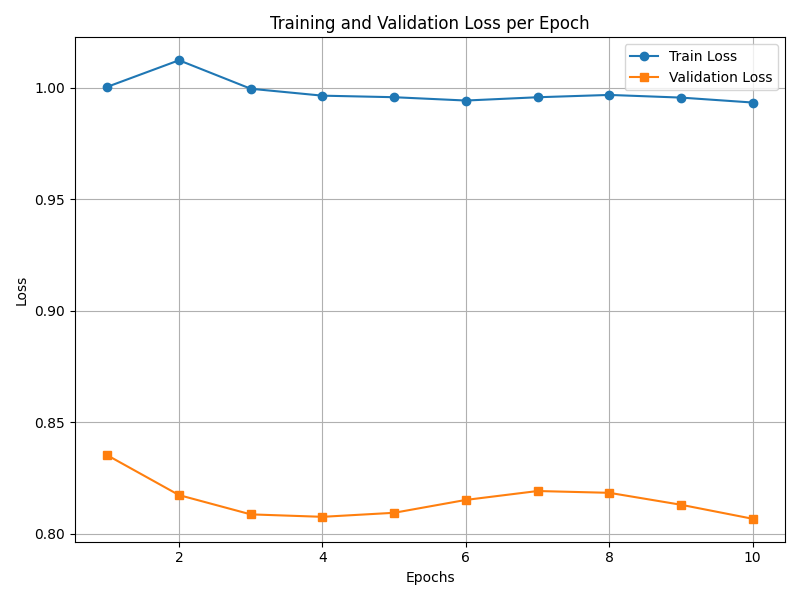 Training and Validation Loss per Epoch
Train Loss
Validation Loss
1.00
0.95
0.90
0.85
0.80
Loss
2 4 6 8 10
Epochs